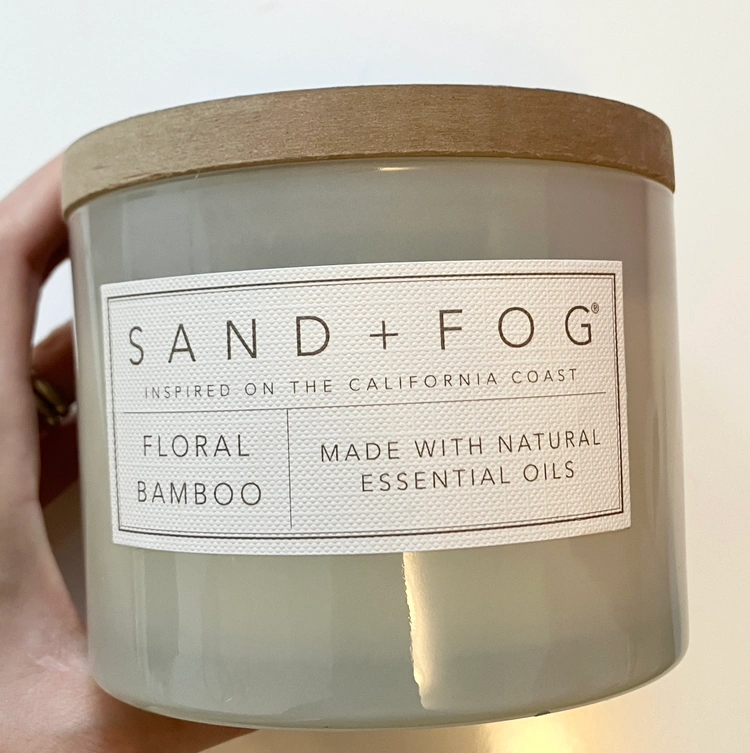 SAND + FOG®
INSPIRED ON THE CALIFORNIA COAST
FLORAL
BAMBOO
MADE WITH NATURAL
ESSENTIAL OILS